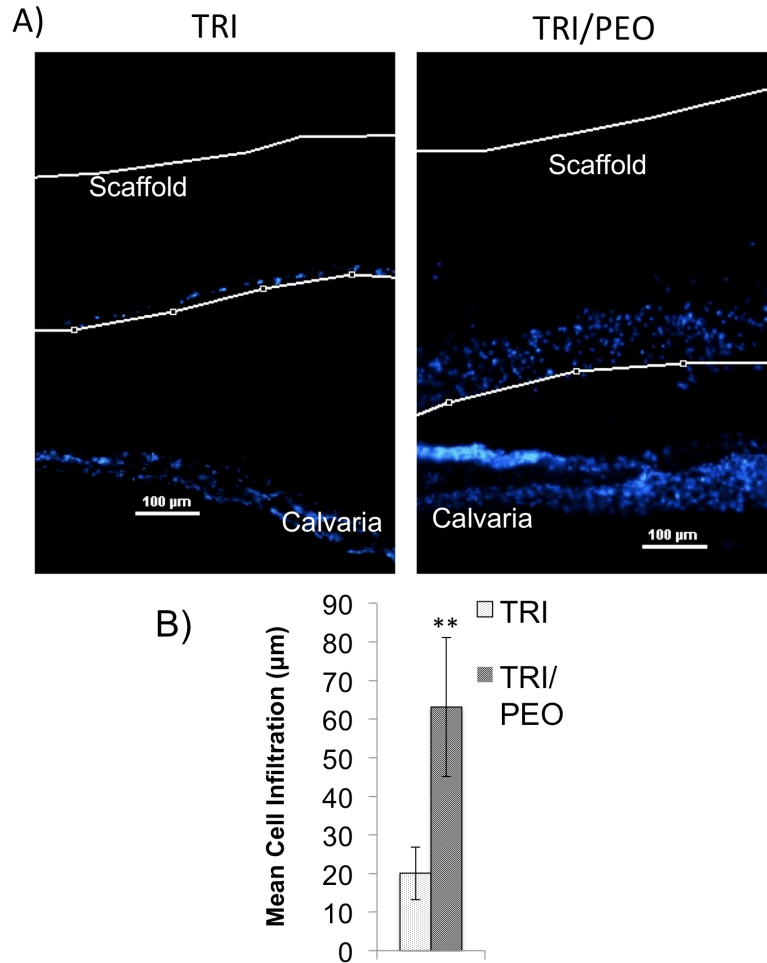 A)
TRI
TRI/PEO
Scaffold
Scaffold
100 µm
Calvaria
Calvaria
100 µm
B)
Mean Cell Infiltration (µm)
90
80
70
60
50
40
30
20
10
0
**
TRI
TRI/
PEO